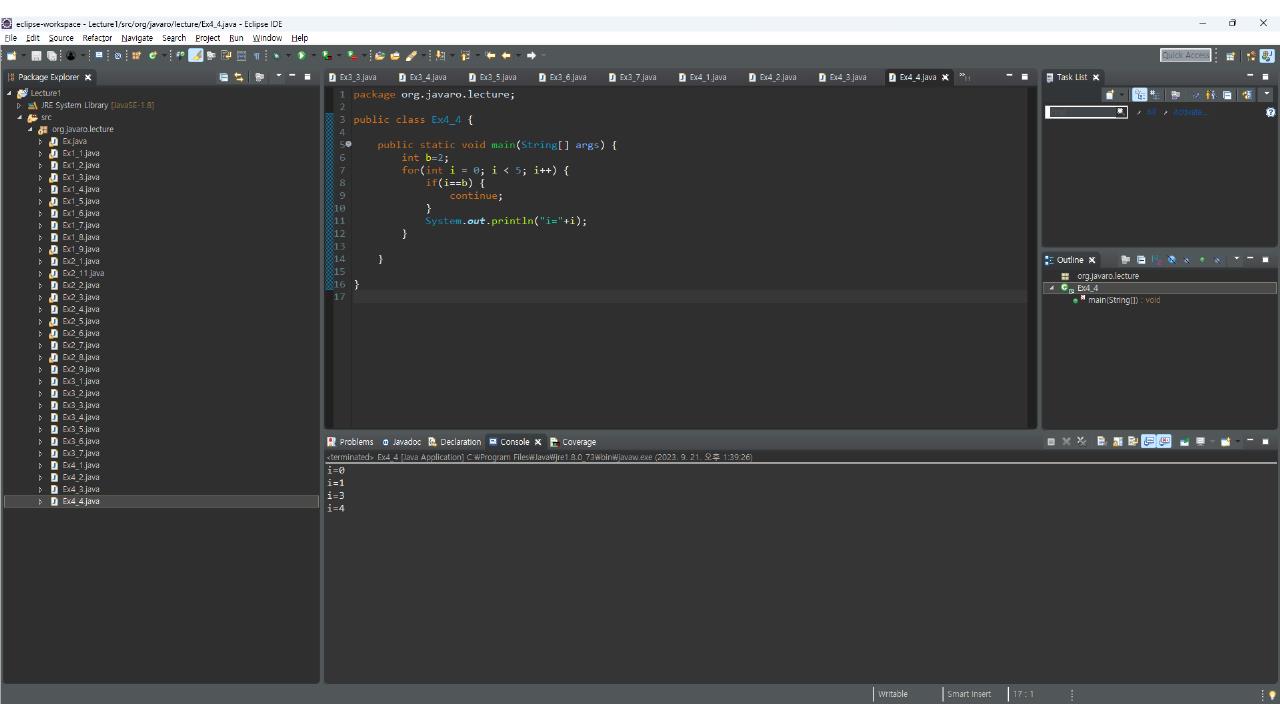 eclipse-workspace - Lecture1/src/org/javaro/lecture/Ex4_4.java - Eclipse IDE
File Edit Source Refactor Navigate Search Project Run Window Help
Quick Access
Package Explorer
Lecture1
JRE System Library [JavaSE-1.8]
src
org.javaro.lecture
Ex.java
Ex1_1.java
Ex1_2.java
Ex1_3.java
Ex1_4.java
Ex1_5.java
Ex1_6.java
Ex1_7.java
Ex1_8.java
Ex1_9.java
Ex2_1.java
Ex2_11.java
Ex2_2.java
Ex2_3.java
Ex2_4.java
Ex2_5.java
Ex2_6.java
Ex2_7.java
Ex2_8.java
Ex2_9.java
Ex3_1.java
Ex3_2.java
Ex3_3.java
Ex3_4.java
Ex3_5.java
Ex3_6.java
Ex3_7.java
Ex4_1.java
Ex4_2.java
Ex4_3.java
Ex4_4.java
Ex3_3.java Ex3_4.java Ex3_5.java Ex3_6.java Ex3_7.java Ex4_1.java Ex4_2.java Ex4_3.java Ex4_4.java »11
1 package org.javaro.lecture;
2
3 public class Ex4_4 {
4
5 public static void main(String[] args) {
6 int b=2;
7 for(int i = 0; i < 5; i++) {
8 if(i==b) {
9 continue;
10 }
11 System.out.println("i="+i);
12 }
13
14 }
15
16 }
17
Task List
All Activate...
Outline
org.javaro.lecture
Ex4_4
main(String[]) : void
Problems Javadoc Declaration Console Coverage
<terminated> Ex4_4 [Java Application] C:₩Program Files₩Java₩jre1.8.0_73₩bin₩javaw.exe (2023. 9. 21. 오후 1:39:26)
i=0
i=1
i=3
i=4
Writable Smart Insert 17 : 1